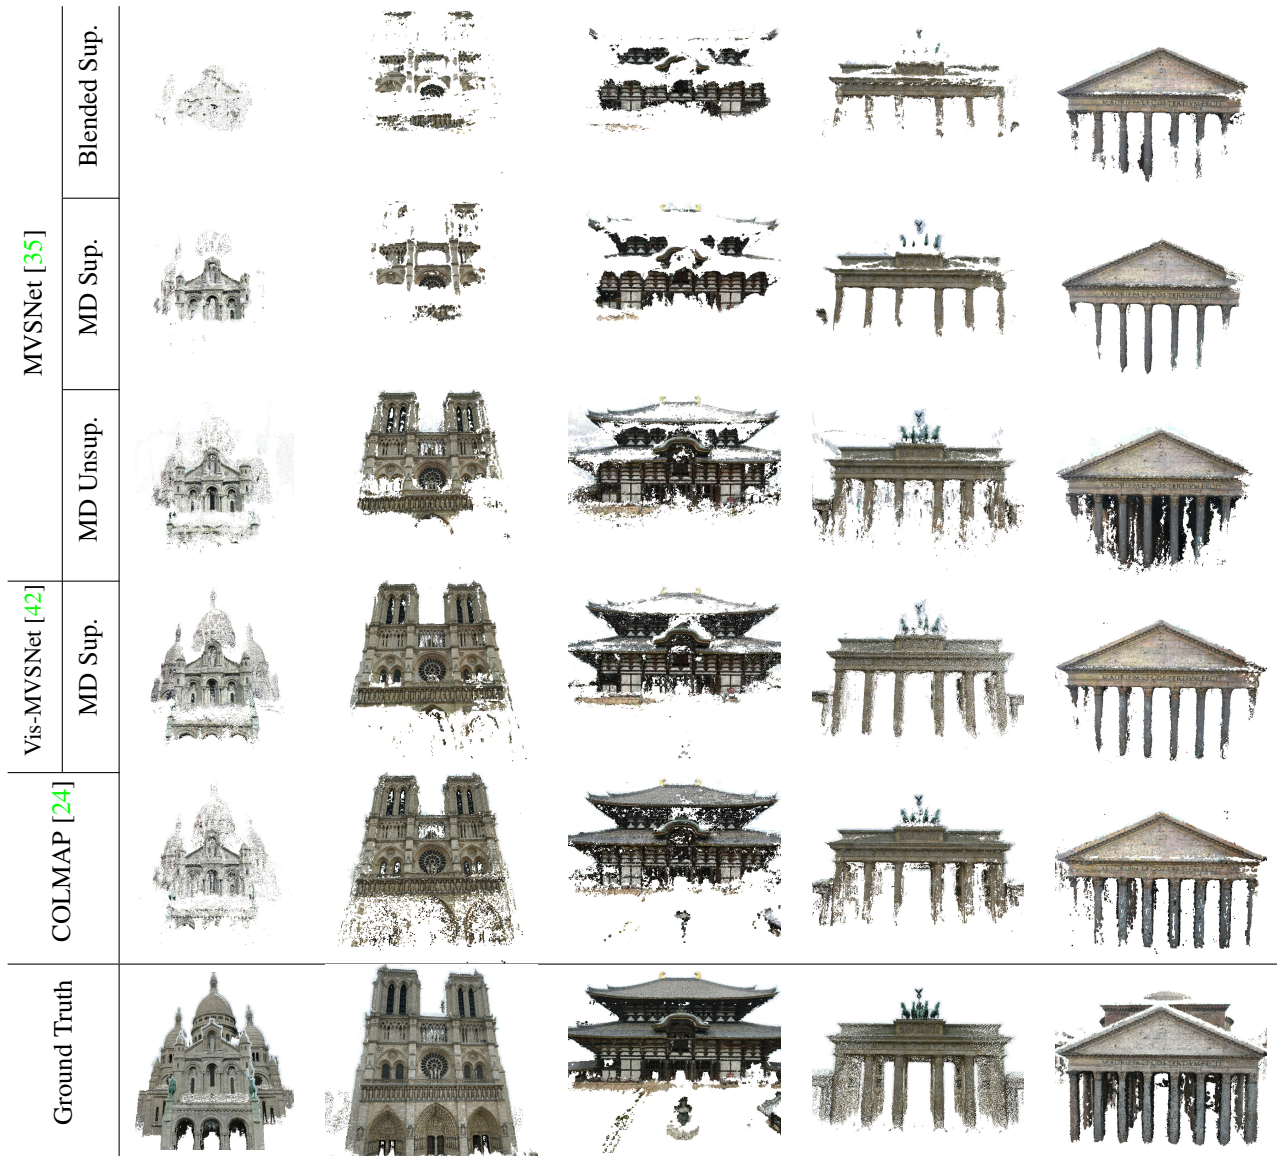 MVSNet [35]
Blended Sup.
MD Sup.
MD Unsup.
Vis-MVSNet [42]
MD Sup.
COLMAP [24]
Ground Truth